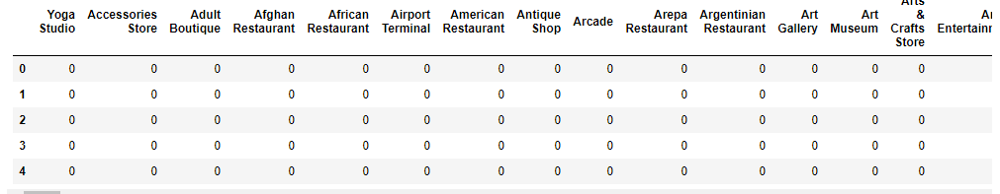 Yoga Studio Accessories Store Adult Boutique Afghan Restaurant African Restaurant Airport Terminal American Restaurant Antique Shop Arcade Arepa Restaurant Argentinian Restaurant Art Gallery Art Museum Arts & Crafts Store
0 0 0 0 0 0 0 0 0 0 0 0 0 0 0
1 0 0 0 0 0 0 0 0 0 0 0 0 0 0
2 0 0 0 0 0 0 0 0 0 0 0 0 0 0
3 0 0 0 0 0 0 0 0 0 0 0 0 0 0
4 0 0 0 0 0 0 0 0 0 0 0 0 0 0